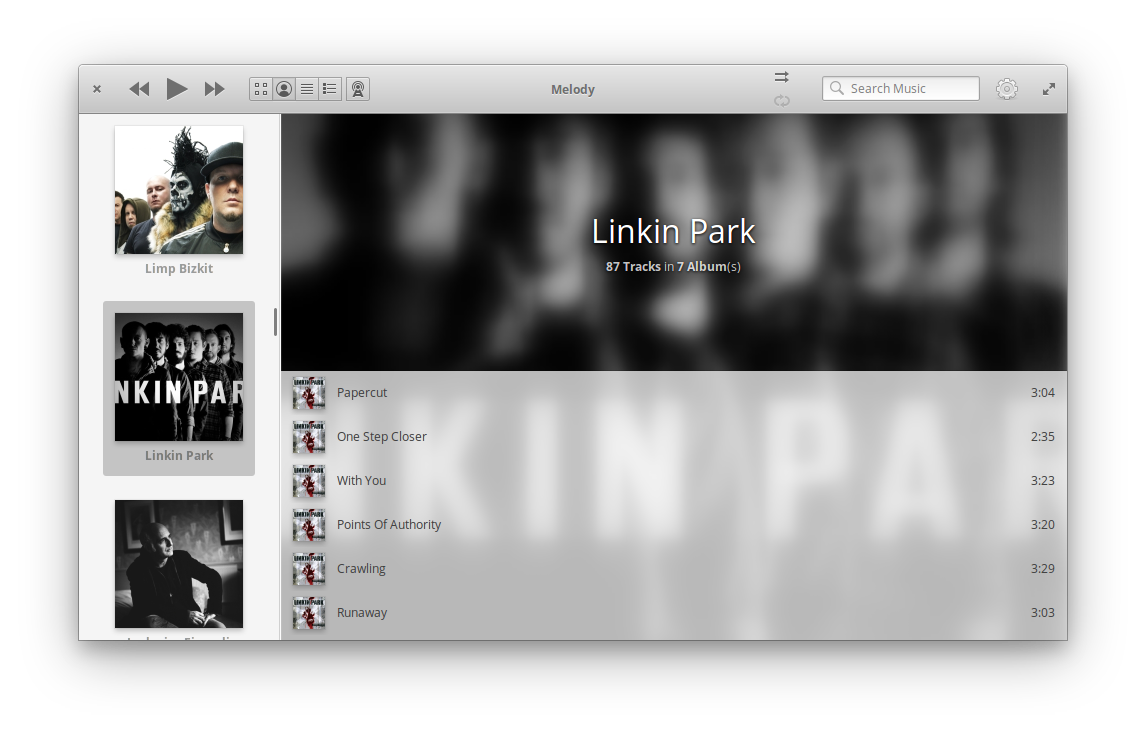 Melody
Search Music
Limp Bizkit
NKIN PAR
Linkin Park
Linkin Park
87 Tracks in 7 Album(s)
KIN PA
LINKIN PARK
Papercut
3:04
LINKIN PARK
One Step Closer
2:35
LINKIN PARK
With You
3:23
LINKIN PARK
Points Of Authority
3:20
LINKIN PARK
Crawling
3:29
LINKIN PARK
Runaway
3:03